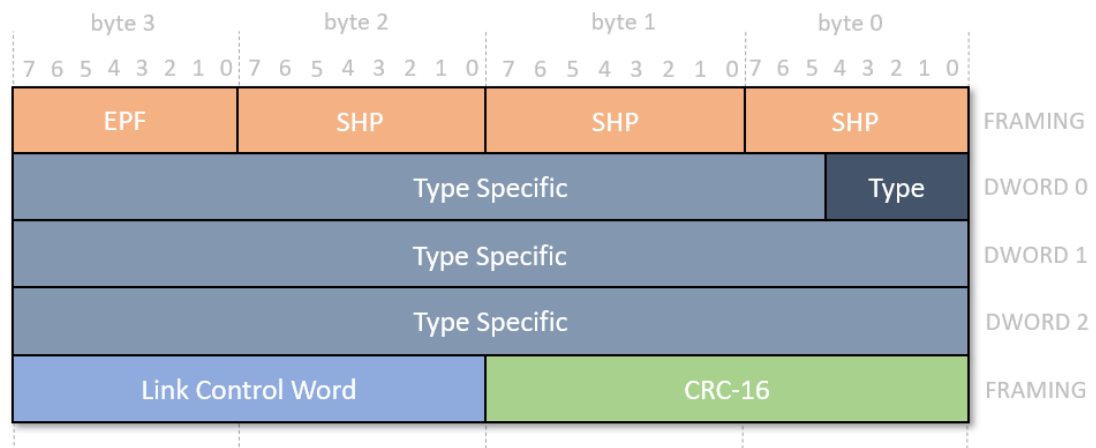 byte 3 byte 2 byte 1 byte 0
7 6 5 4 3 2 1 0 7 6 5 4 3 2 1 0 7 6 5 4 3 2 1 0 7 6 5 4 3 2 1 0
EPF SHP SHP SHP FRAMING
Type Specific Type DWORD 0
Type Specific DWORD 1
Type Specific DWORD 2
Link Control Word CRC-16 FRAMING